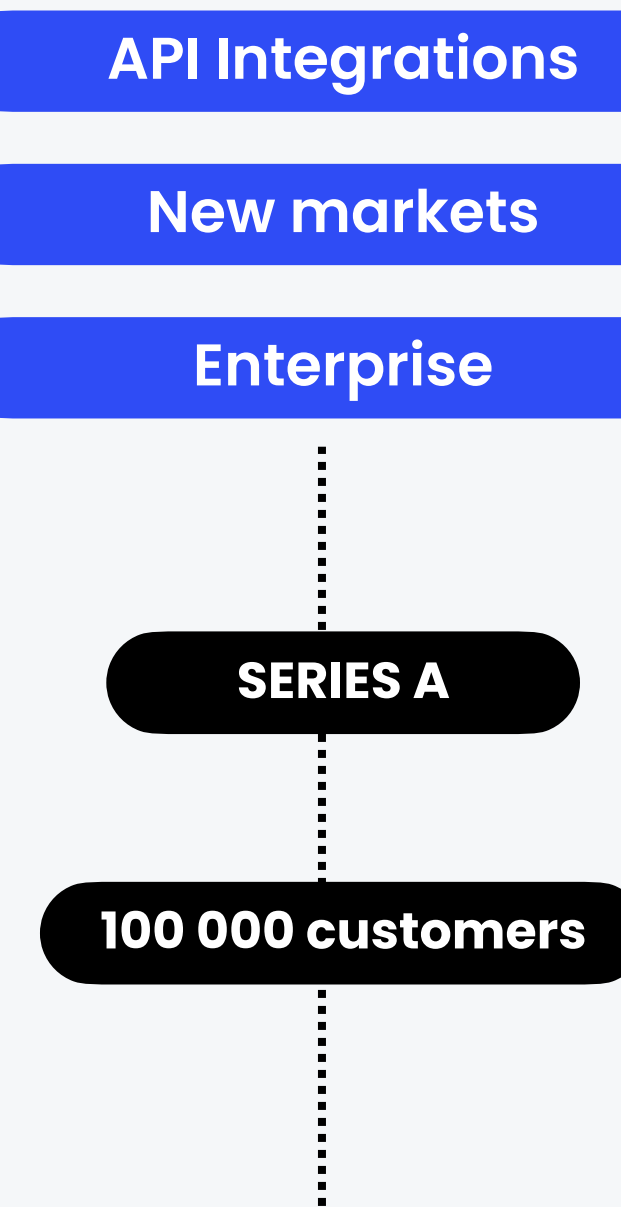 API Integrations
New markets
Enterprise
SERIES A
100 000 customers